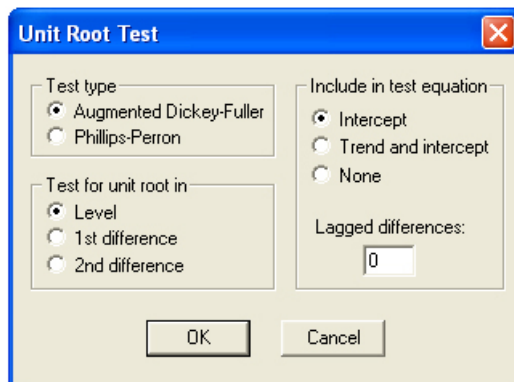 Unit Root Test
Test type
Augmented Dickey-Fuller
Phillips-Perron
Test for unit root in
Level
1st difference
2nd difference
Include in test equation
Intercept
Trend and intercept
None
Lagged differences:
0
OK
Cancel